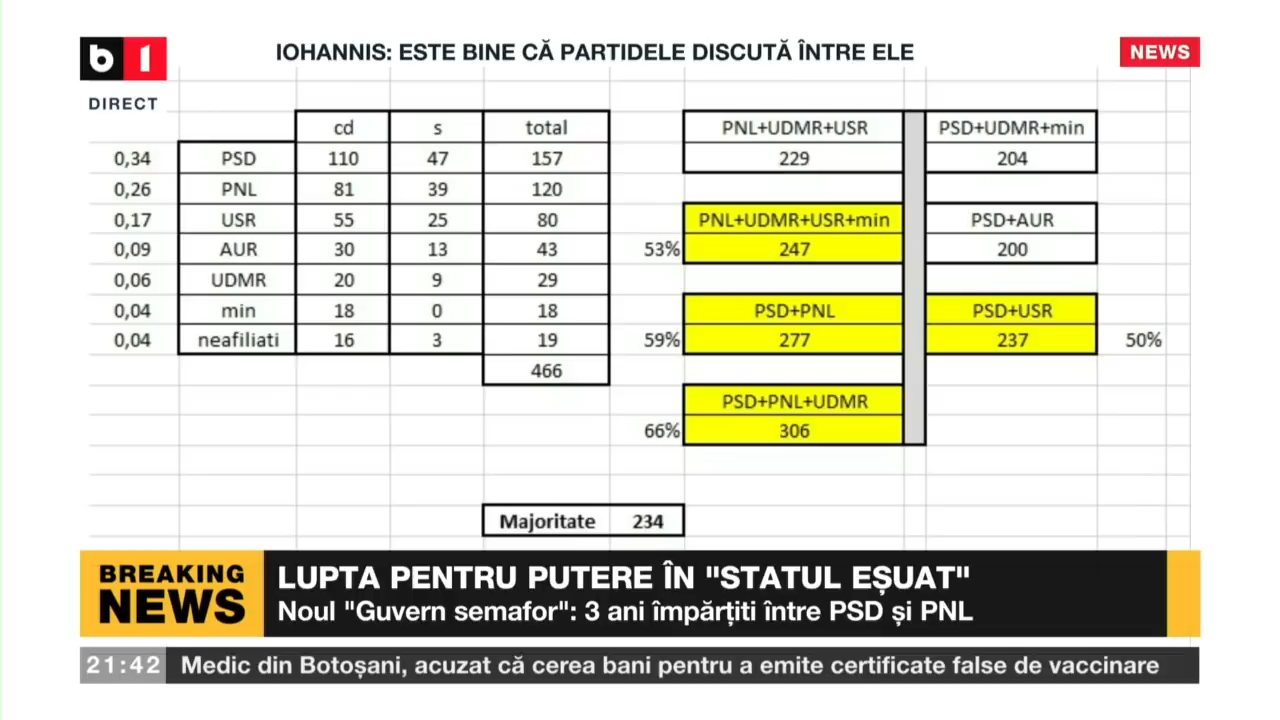 b1
IOHANNIS: ESTE BINE CĂ PARTIDELE DISCUTĂ ÎNTRE ELE
NEWS
DIRECT
cd s total PNL+UDMR+USR PSD+UDMR+min
0,34 PSD 110 47 157 229 204
0,26 PNL 81 39 120
0,17 USR 55 25 80 PNL+UDMR+USR+min PSD+AUR
0,09 AUR 30 13 43 53% 247 200
0,06 UDMR 20 9 29
0,04 min 18 0 18 PSD+PNL PSD+USR
0,04 neafiliati 16 3 19 59% 277 237 50%
466
PSD+PNL+UDMR
66% 306
Majoritate 234
BREAKING
NEWS
LUPTA PENTRU PUTERE ÎN "STATUL EȘUAT"
Noul "Guvern semafor": 3 ani împărțiti între PSD și PNL
21:42 Medic din Botoșani, acuzat că cerea bani pentru a emite certificate false de vaccinare